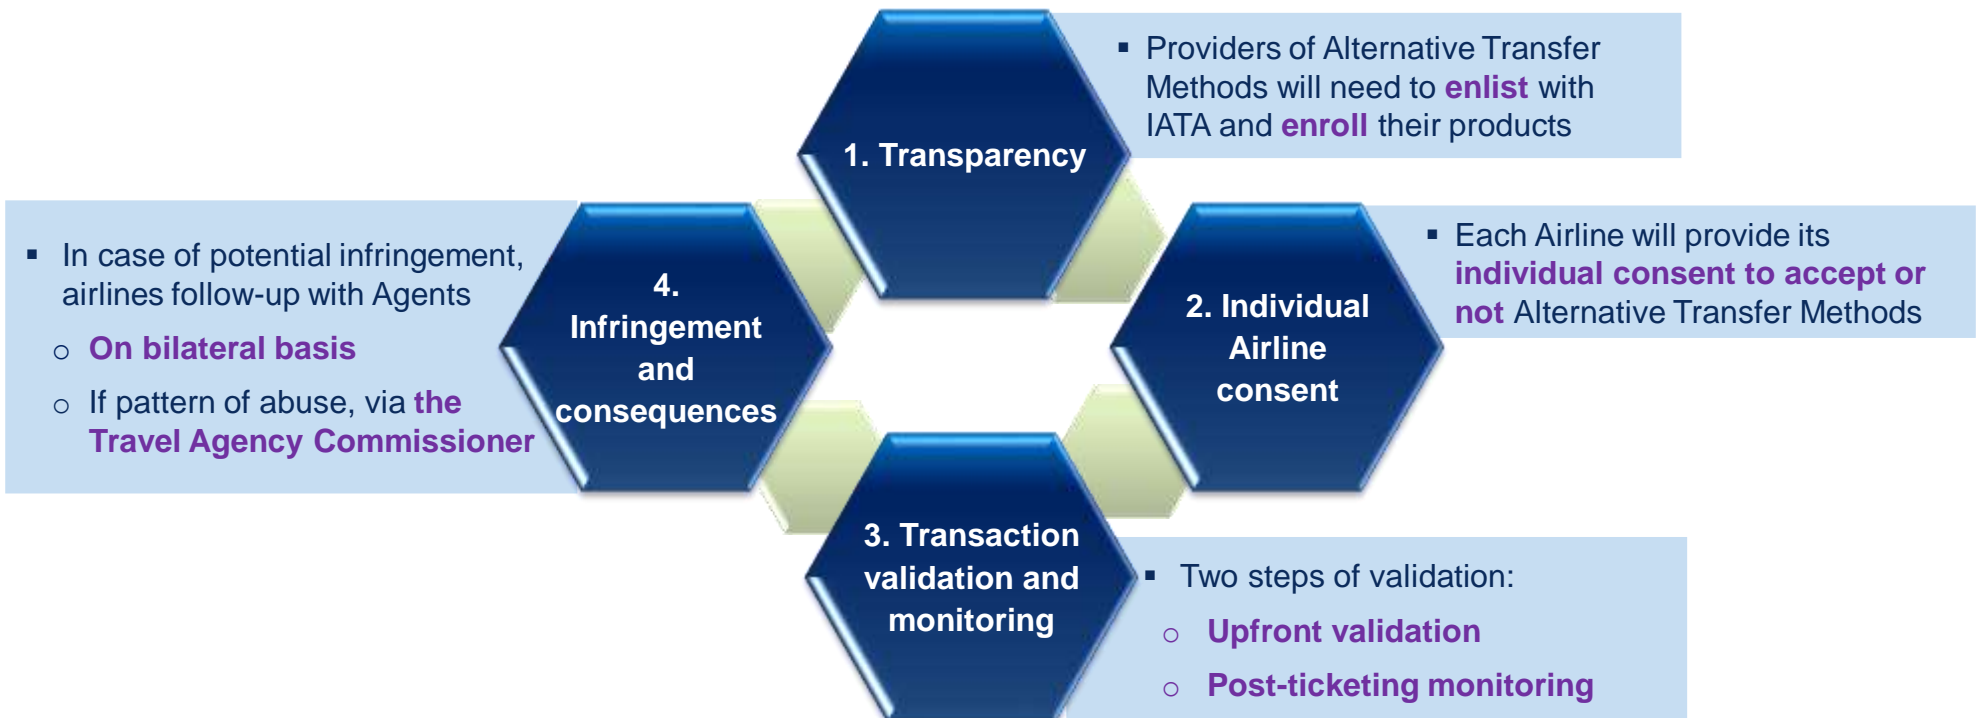 1. Transparency
▪ Providers of Alternative Transfer
Methods will need to enlist with
IATA and enroll their products
2. Individual
Airline
consent
▪ Each Airline will provide its
individual consent to accept or
not Alternative Transfer Methods
3. Transaction
validation and
monitoring
▪ Two steps of validation:
o Upfront validation
o Post-ticketing monitoring
4.
Infringement
and
consequences
▪ In case of potential infringement,
airlines follow-up with Agents
o On bilateral basis
o If pattern of abuse, via the
Travel Agency Commissioner